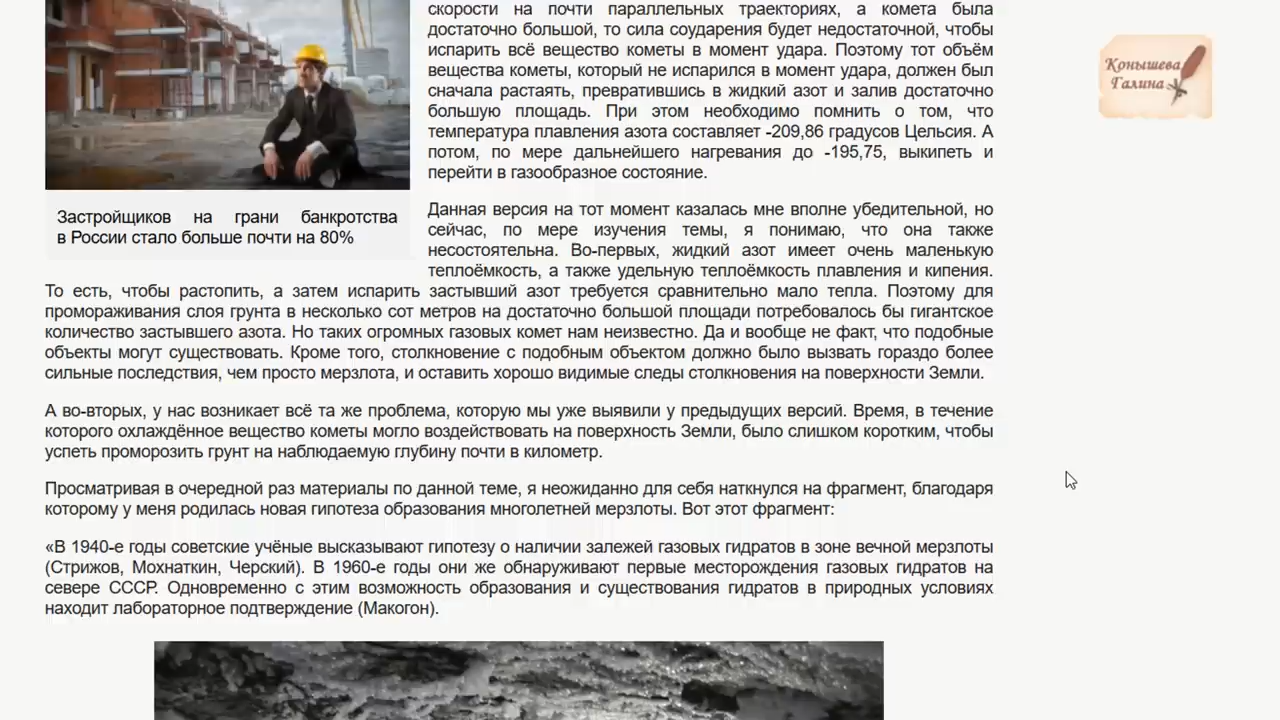 скорости на почти параллельных траекториях, а комета была
достаточно большой, то сила соударения будет недостаточной, чтобы
испарить всё вещество кометы в момент удара. Поэтому тот объём
вещества кометы, который не испарился в момент удара, должен был
сначала растаять, превратившись в жидкий азот и залив достаточно
большую площадь. При этом необходимо помнить о том, что
температура плавления азота составляет -209,86 градусов Цельсия. А
потом, по мере дальнейшего нагревания до -195,75, выкипеть и
перейти в газообразное состояние.
Конышева
Галина
Застройщиков на грани банкротства
в России стало больше почти на 80%
Данная версия на тот момент казалась мне вполне убедительной, но
сейчас, по мере изучения темы, я понимаю, что она также
несостоятельна. Во-первых, жидкий азот имеет очень маленькую
теплоёмкость, а также удельную теплоёмкость плавления и кипения.
То есть, чтобы растопить, а затем испарить застывший азот требуется сравнительно мало тепла. Поэтому для
промораживания слоя грунта в несколько сот метров на достаточно большой площади потребовалось бы гигантское
количество застывшего азота. Но таких огромных газовых комет нам неизвестно. Да и вообще не факт, что подобные
объекты могут существовать. Кроме того, столкновение с подобным объектом должно было вызвать гораздо более
сильные последствия, чем просто мерзлота, и оставить хорошо видимые следы столкновения на поверхности Земли.
А во-вторых, у нас возникает всё та же проблема, которую мы уже выявили у предыдущих версий. Время, в течение
которого охлаждённое вещество кометы могло воздействовать на поверхность Земли, было слишком коротким, чтобы
успеть проморозить грунт на наблюдаемую глубину почти в километр.
Просматривая в очередной раз материалы по данной теме, я неожиданно для себя наткнулся на фрагмент, благодаря
которому у меня родилась новая гипотеза образования многолетней мерзлоты. Вот этот фрагмент:
«В 1940-е годы советские учёные высказывают гипотезу о наличии залежей газовых гидратов в зоне вечной мерзлоты
(Стрижов, Мохнаткин, Черский). В 1960-е годы они же обнаруживают первые месторождения газовых гидратов на
севере СССР. Одновременно с этим возможность образования и существования гидратов в природных условиях
находит лабораторное подтверждение (Макогон).